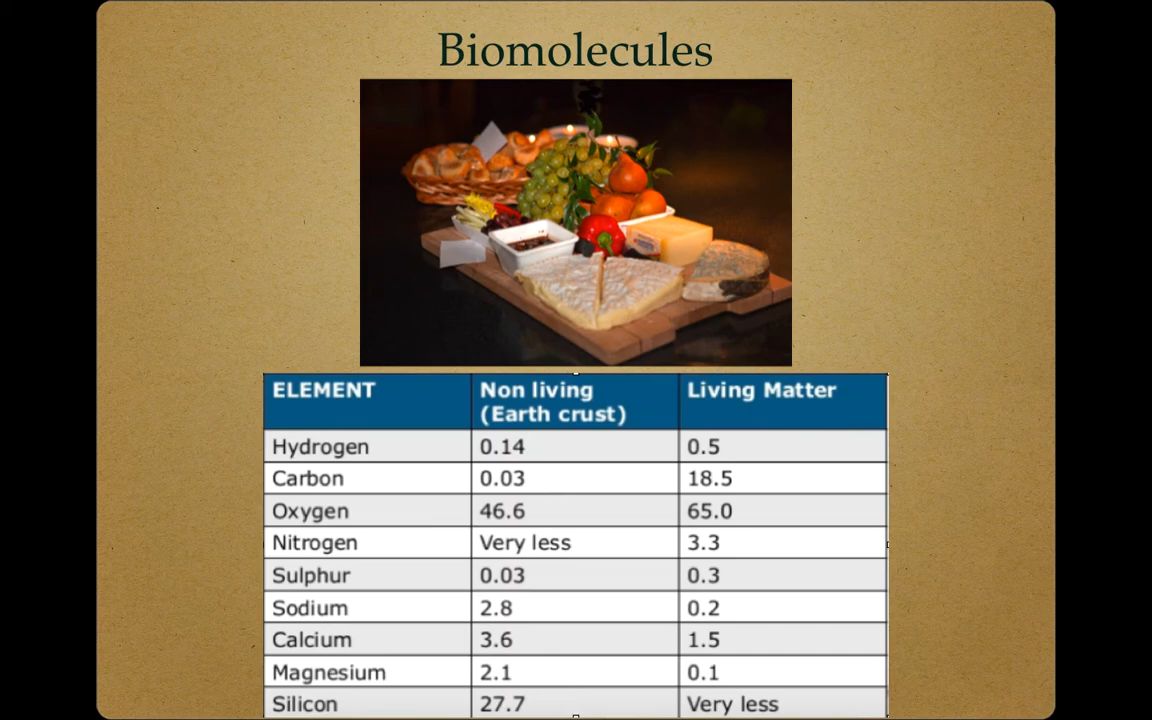 Biomolecules
ELEMENT Non living (Earth crust) Living Matter
Hydrogen 0.14 0.5
Carbon 0.03 18.5
Oxygen 46.6 65.0
Nitrogen Very less 3.3
Sulphur 0.03 0.3
Sodium 2.8 0.2
Calcium 3.6 1.5
Magnesium 2.1 0.1
Silicon 27.7 Very less